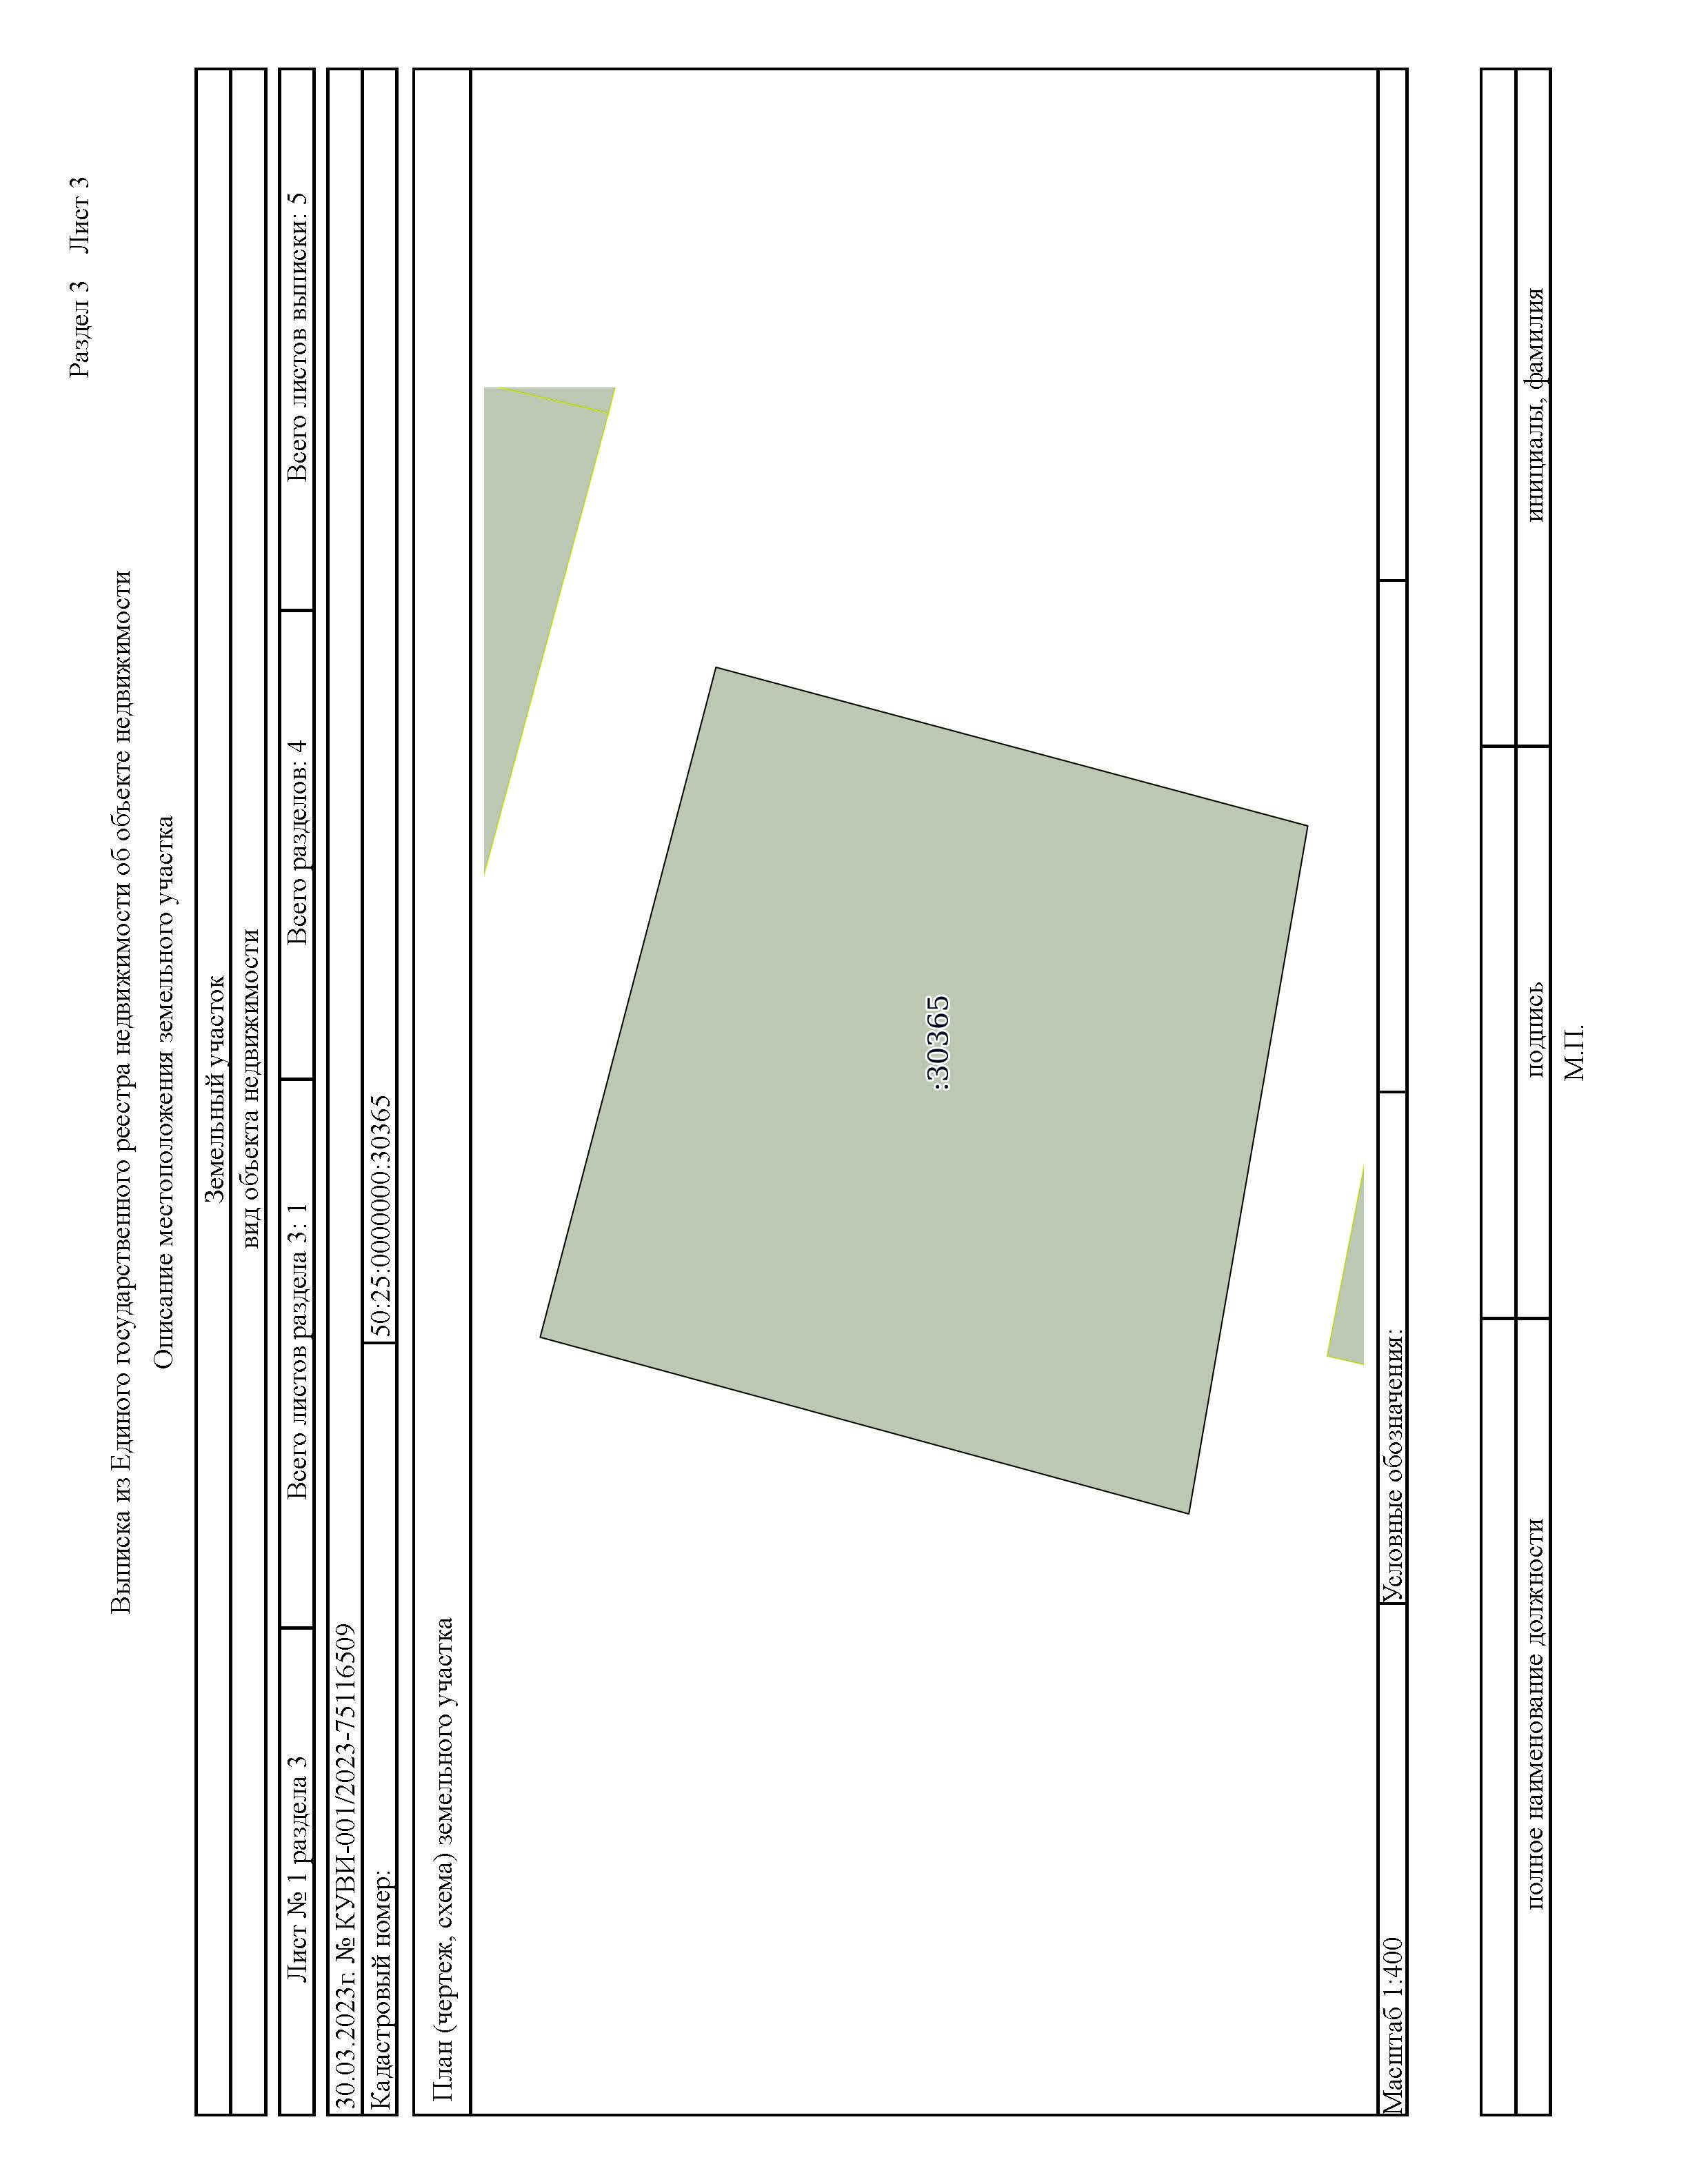 Раздел 3 Лист 3
Выписка из Единого государственного реестра недвижимости об объекте недвижимости
Описание местоположения земельного участка
Земельный участок
вид объекта недвижимости
Лист № 1 раздела 3 Всего листов раздела 3: 1 Всего разделов: 4 Всего листов выписки: 5
30.03.2023г. № КУВИ-001/2023-75116509
Кадастровый номер: 50:25:0000000:30365
План (чертеж, схема) земельного участка
:30365
Масштаб 1:400 Условные обозначения:
полное наименование должности подпись инициалы, фамилия
М.П.